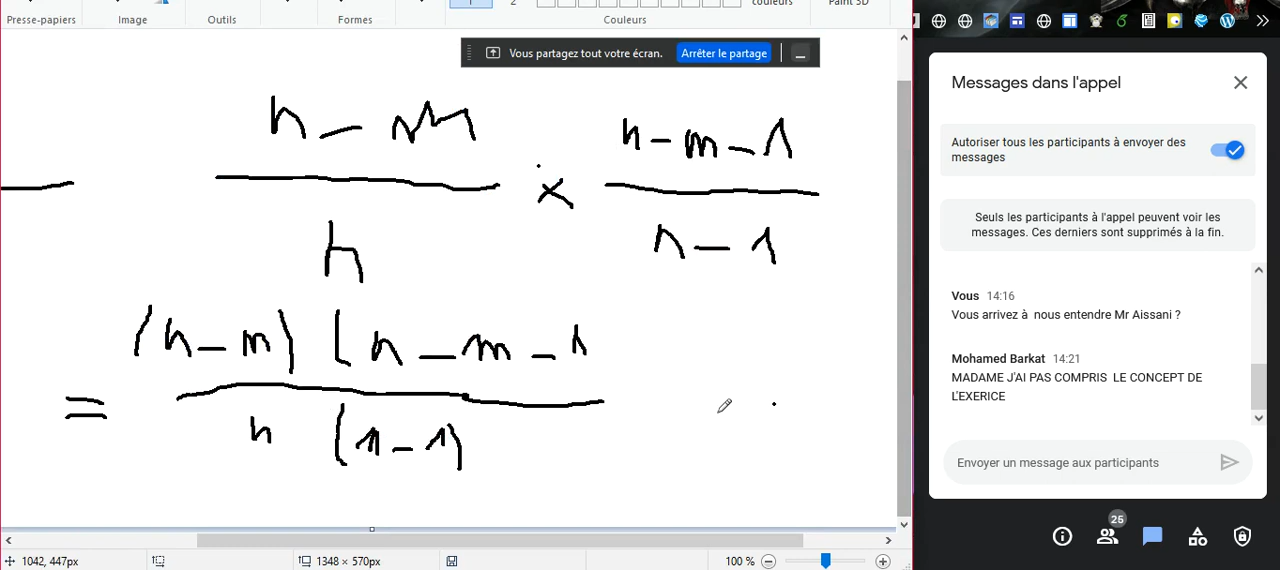 Presse-papiers Image Outils Formes Couleurs
1 2 couleurs Paint 3D
Vous partagez tout votre écran. Arrêter le partage
n - m
n
×
n - m - 1
n - 1
= (n - m) (n - m - 1
n (n - 1)
1042, 447px 1348 × 570px 100 %
Messages dans l'appel
Autoriser tous les participants à envoyer des
messages
Seuls les participants à l'appel peuvent voir les
messages. Ces derniers sont supprimés à la fin.
Vous 14:16
Vous arrivez à nous entendre Mr Aissani ?
Mohamed Barkat 14:21
MADAME J'AI PAS COMPRIS LE CONCEPT DE
L'EXERICE
Envoyer un message aux participants
26